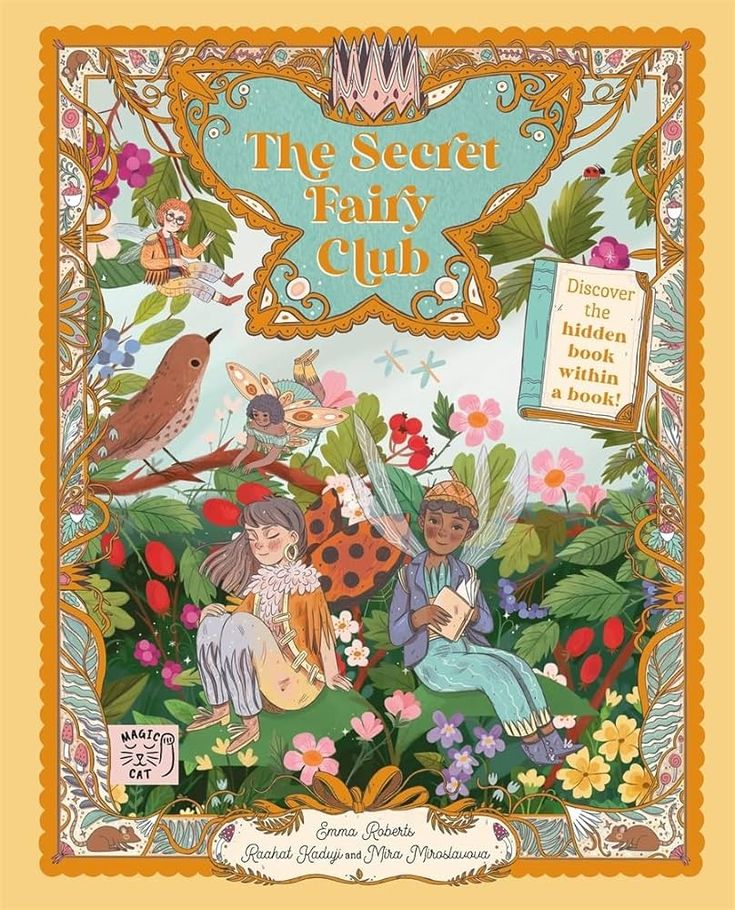 The Secret
Fairy
Club
Discover
the
hidden
book
within
a book!
MAGIC
CAT
Emma Roberts
Raahat Kaduji and Mira Miroslavova